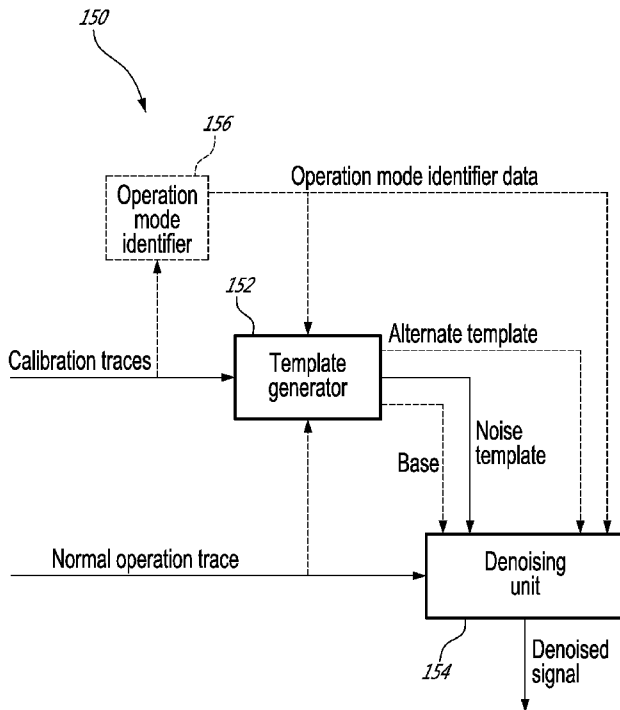 150
156
Operation
mode
identifier
Operation mode identifier data
152
Calibration traces
Template
generator
Alternate template
Noise
template
Base
Normal operation trace
Denoising
unit
154
Denoised
signal